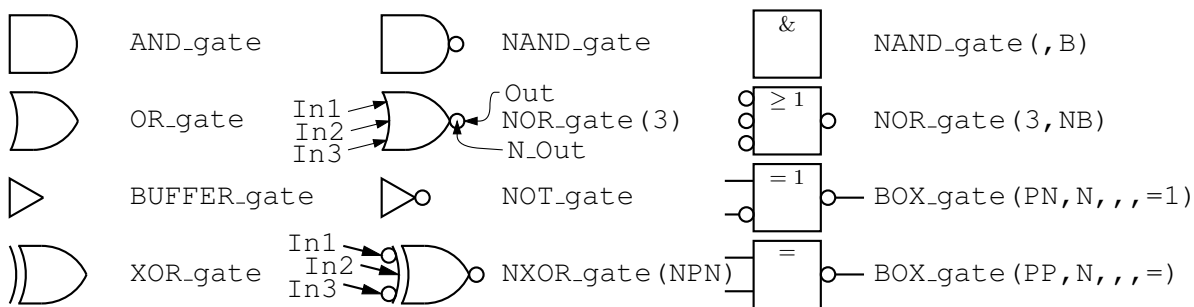 AND_gate NAND_gate & NAND_gate(,B)
In1 Out ≥ 1
OR_gate In2 NOR_gate(3) NOR_gate(3,NB)
In3 N_Out
BUFFER_gate NOT_gate = 1 BOX_gate(PN,N,,,=1)
In1 =
XOR_gate In2 NXOR_gate(NPN) BOX_gate(PP,N,,,=)
In3